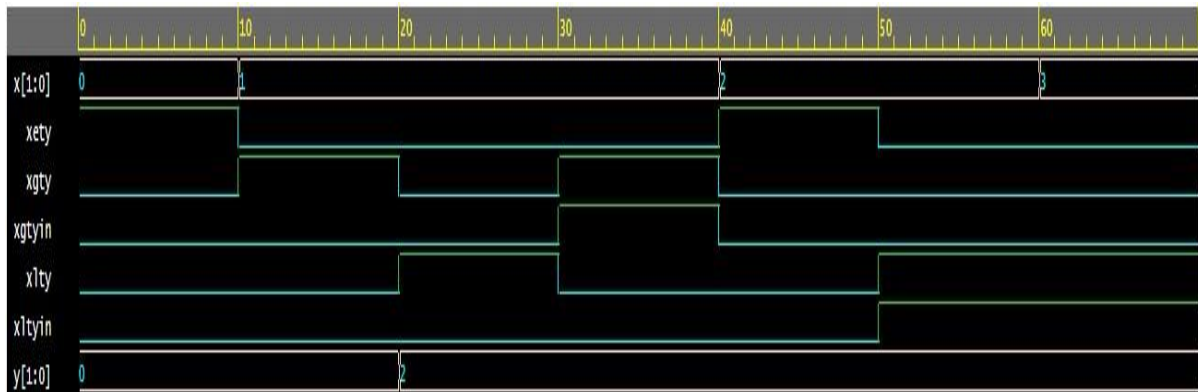 0 10 20 30 40 50 60
x[1:0] 0 1 2 3
xety
xgty
xgtyin
xlty
xltyin
y[1:0] 0 2